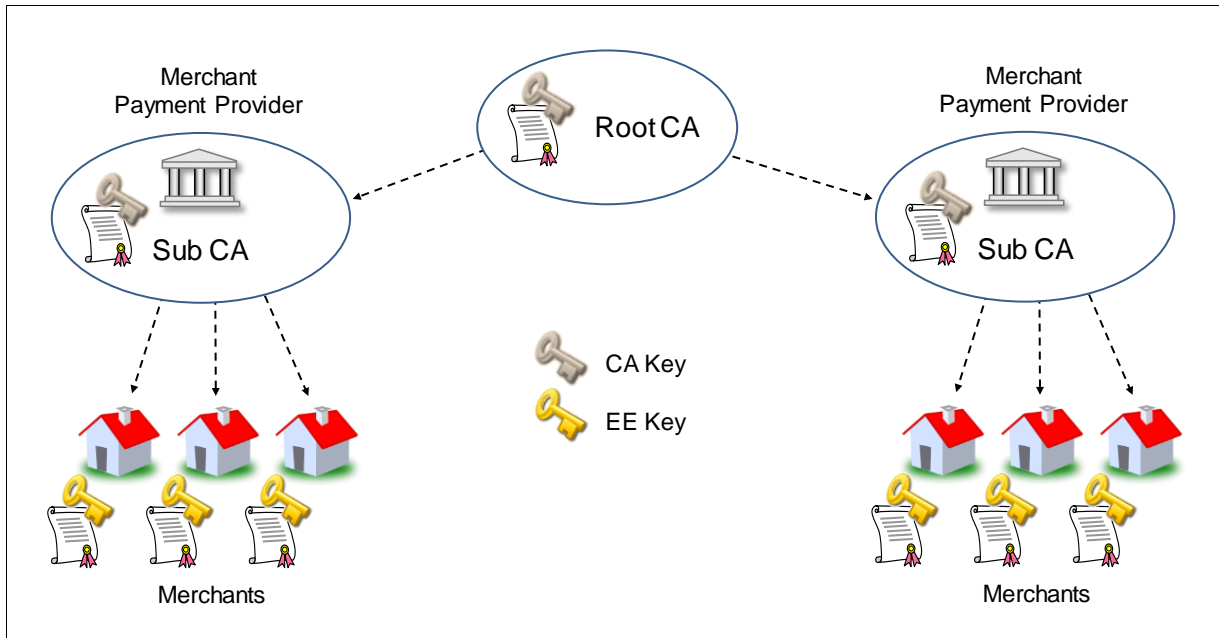 Merchant
Payment Provider
Root CA
Merchant
Payment Provider
Sub CA
Sub CA
CA Key
EE Key
Merchants
Merchants